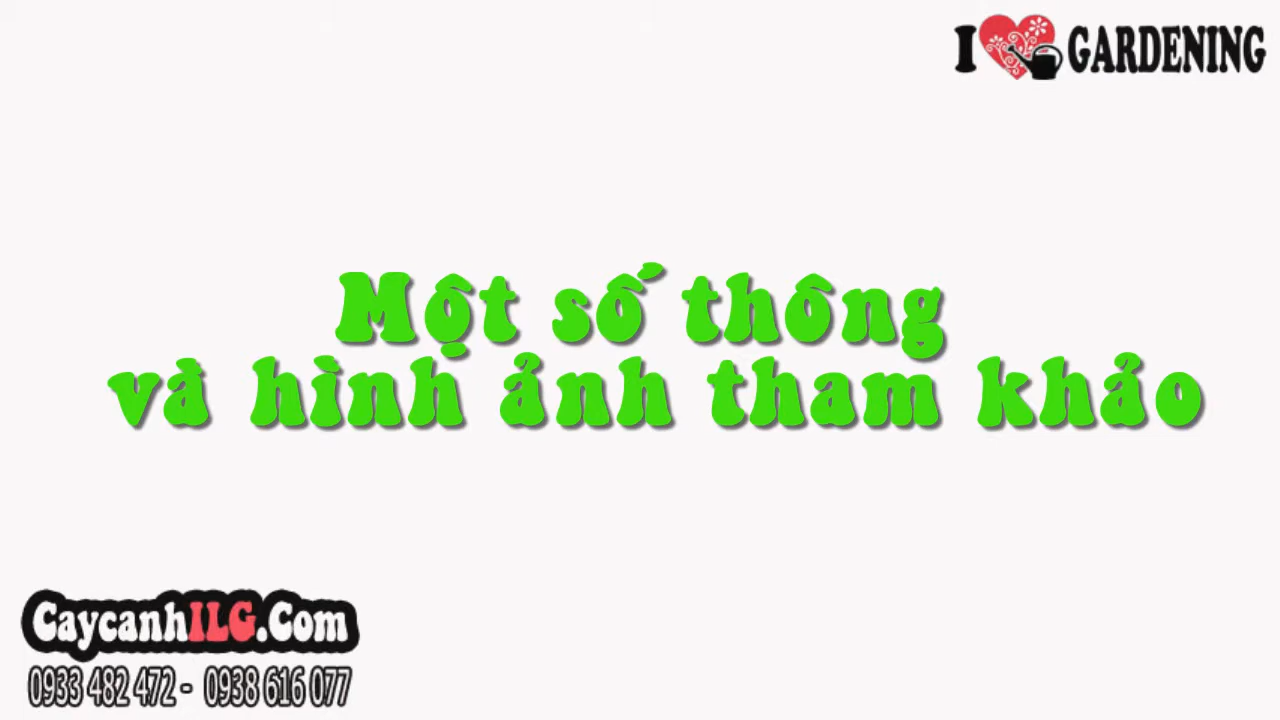 I GARDENING
Một số thông
và hình ảnh tham khảo
CaycanhILG.Com
0933 482 472 - 0938 616 077